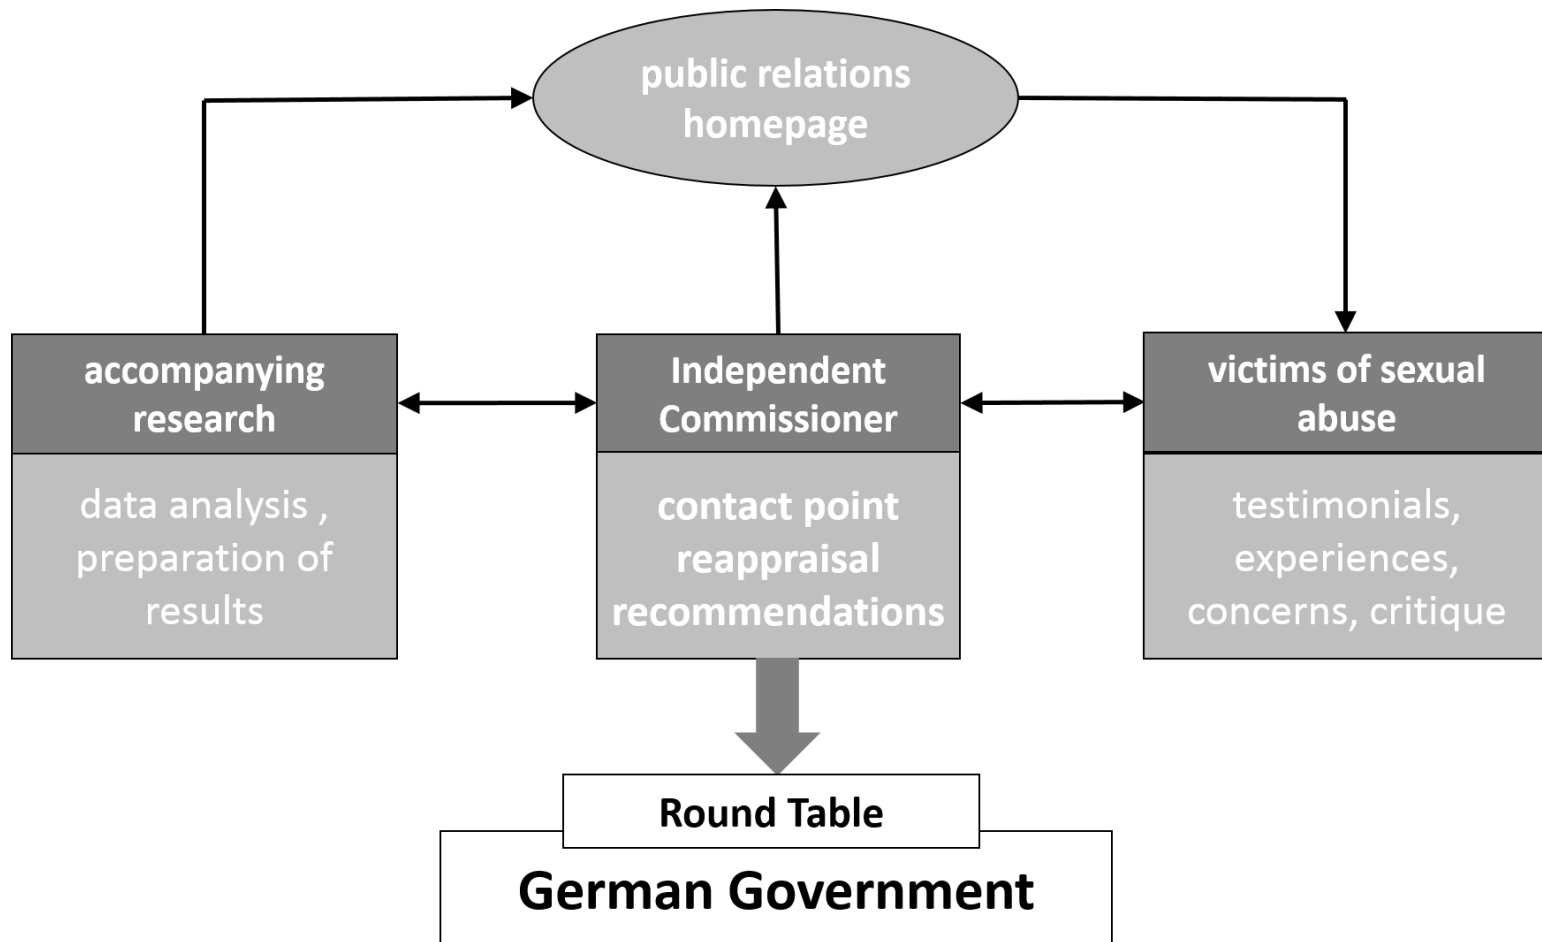 public relations
homepage
accompanying
research
data analysis ,
preparation of
results
Independent
Commissioner
contact point
reappraisal
recommendations
victims of sexual
abuse
testimonials,
experiences,
concerns, critique
Round Table
German Government